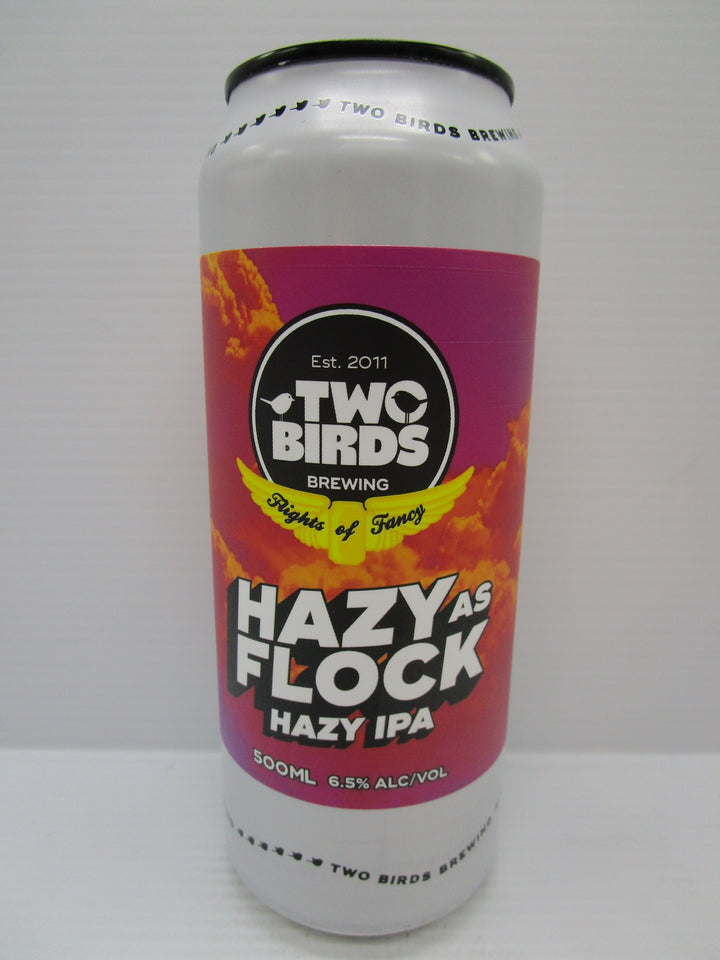 TWO BIRDS BREWING
Est. 2011
TWO
BIRDS
BREWING
Flights of Fancy
HAZY AS
FLOCK
HAZY IPA
500ML 6.5% ALC/VOL
TWO BIRDS BREWING